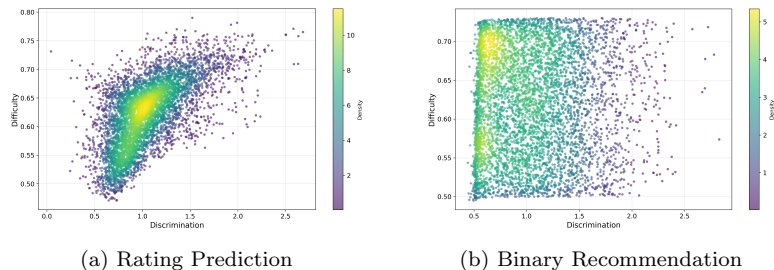 0.80
0.75
0.70
0.65
0.60
0.55
0.50
Difficulty
0.0 0.5 1.0 1.5 2.0 2.5
Discrimination
10
8
6
4
2
Density
(a) Rating Prediction
0.70
0.65
0.60
0.55
0.50
Difficulty
0.5 1.0 1.5 2.0 2.5
Discrimination
5
4
3
2
1
Density
(b) Binary Recommendation